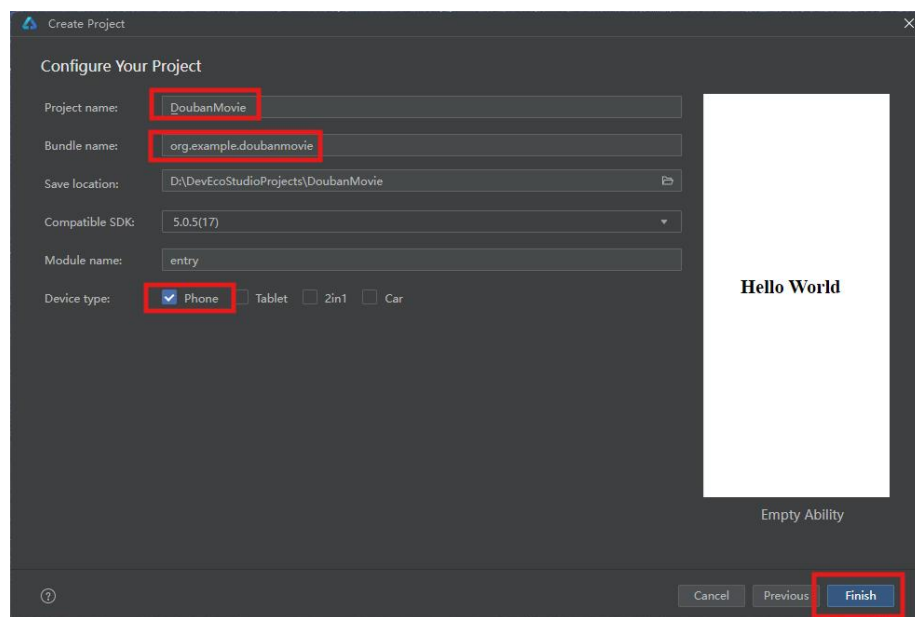 Create Project
Configure Your Project
Project name: DoubanMovie
Bundle name: org.example.doubanmovie
Save location: D:\DevEcoStudioProjects\DoubanMovie
Compatible SDK: 5.0.5(17)
Module name: entry
Device type: Phone Tablet 2in1 Car
Hello World
Empty Ability
? Cancel Previous Finish